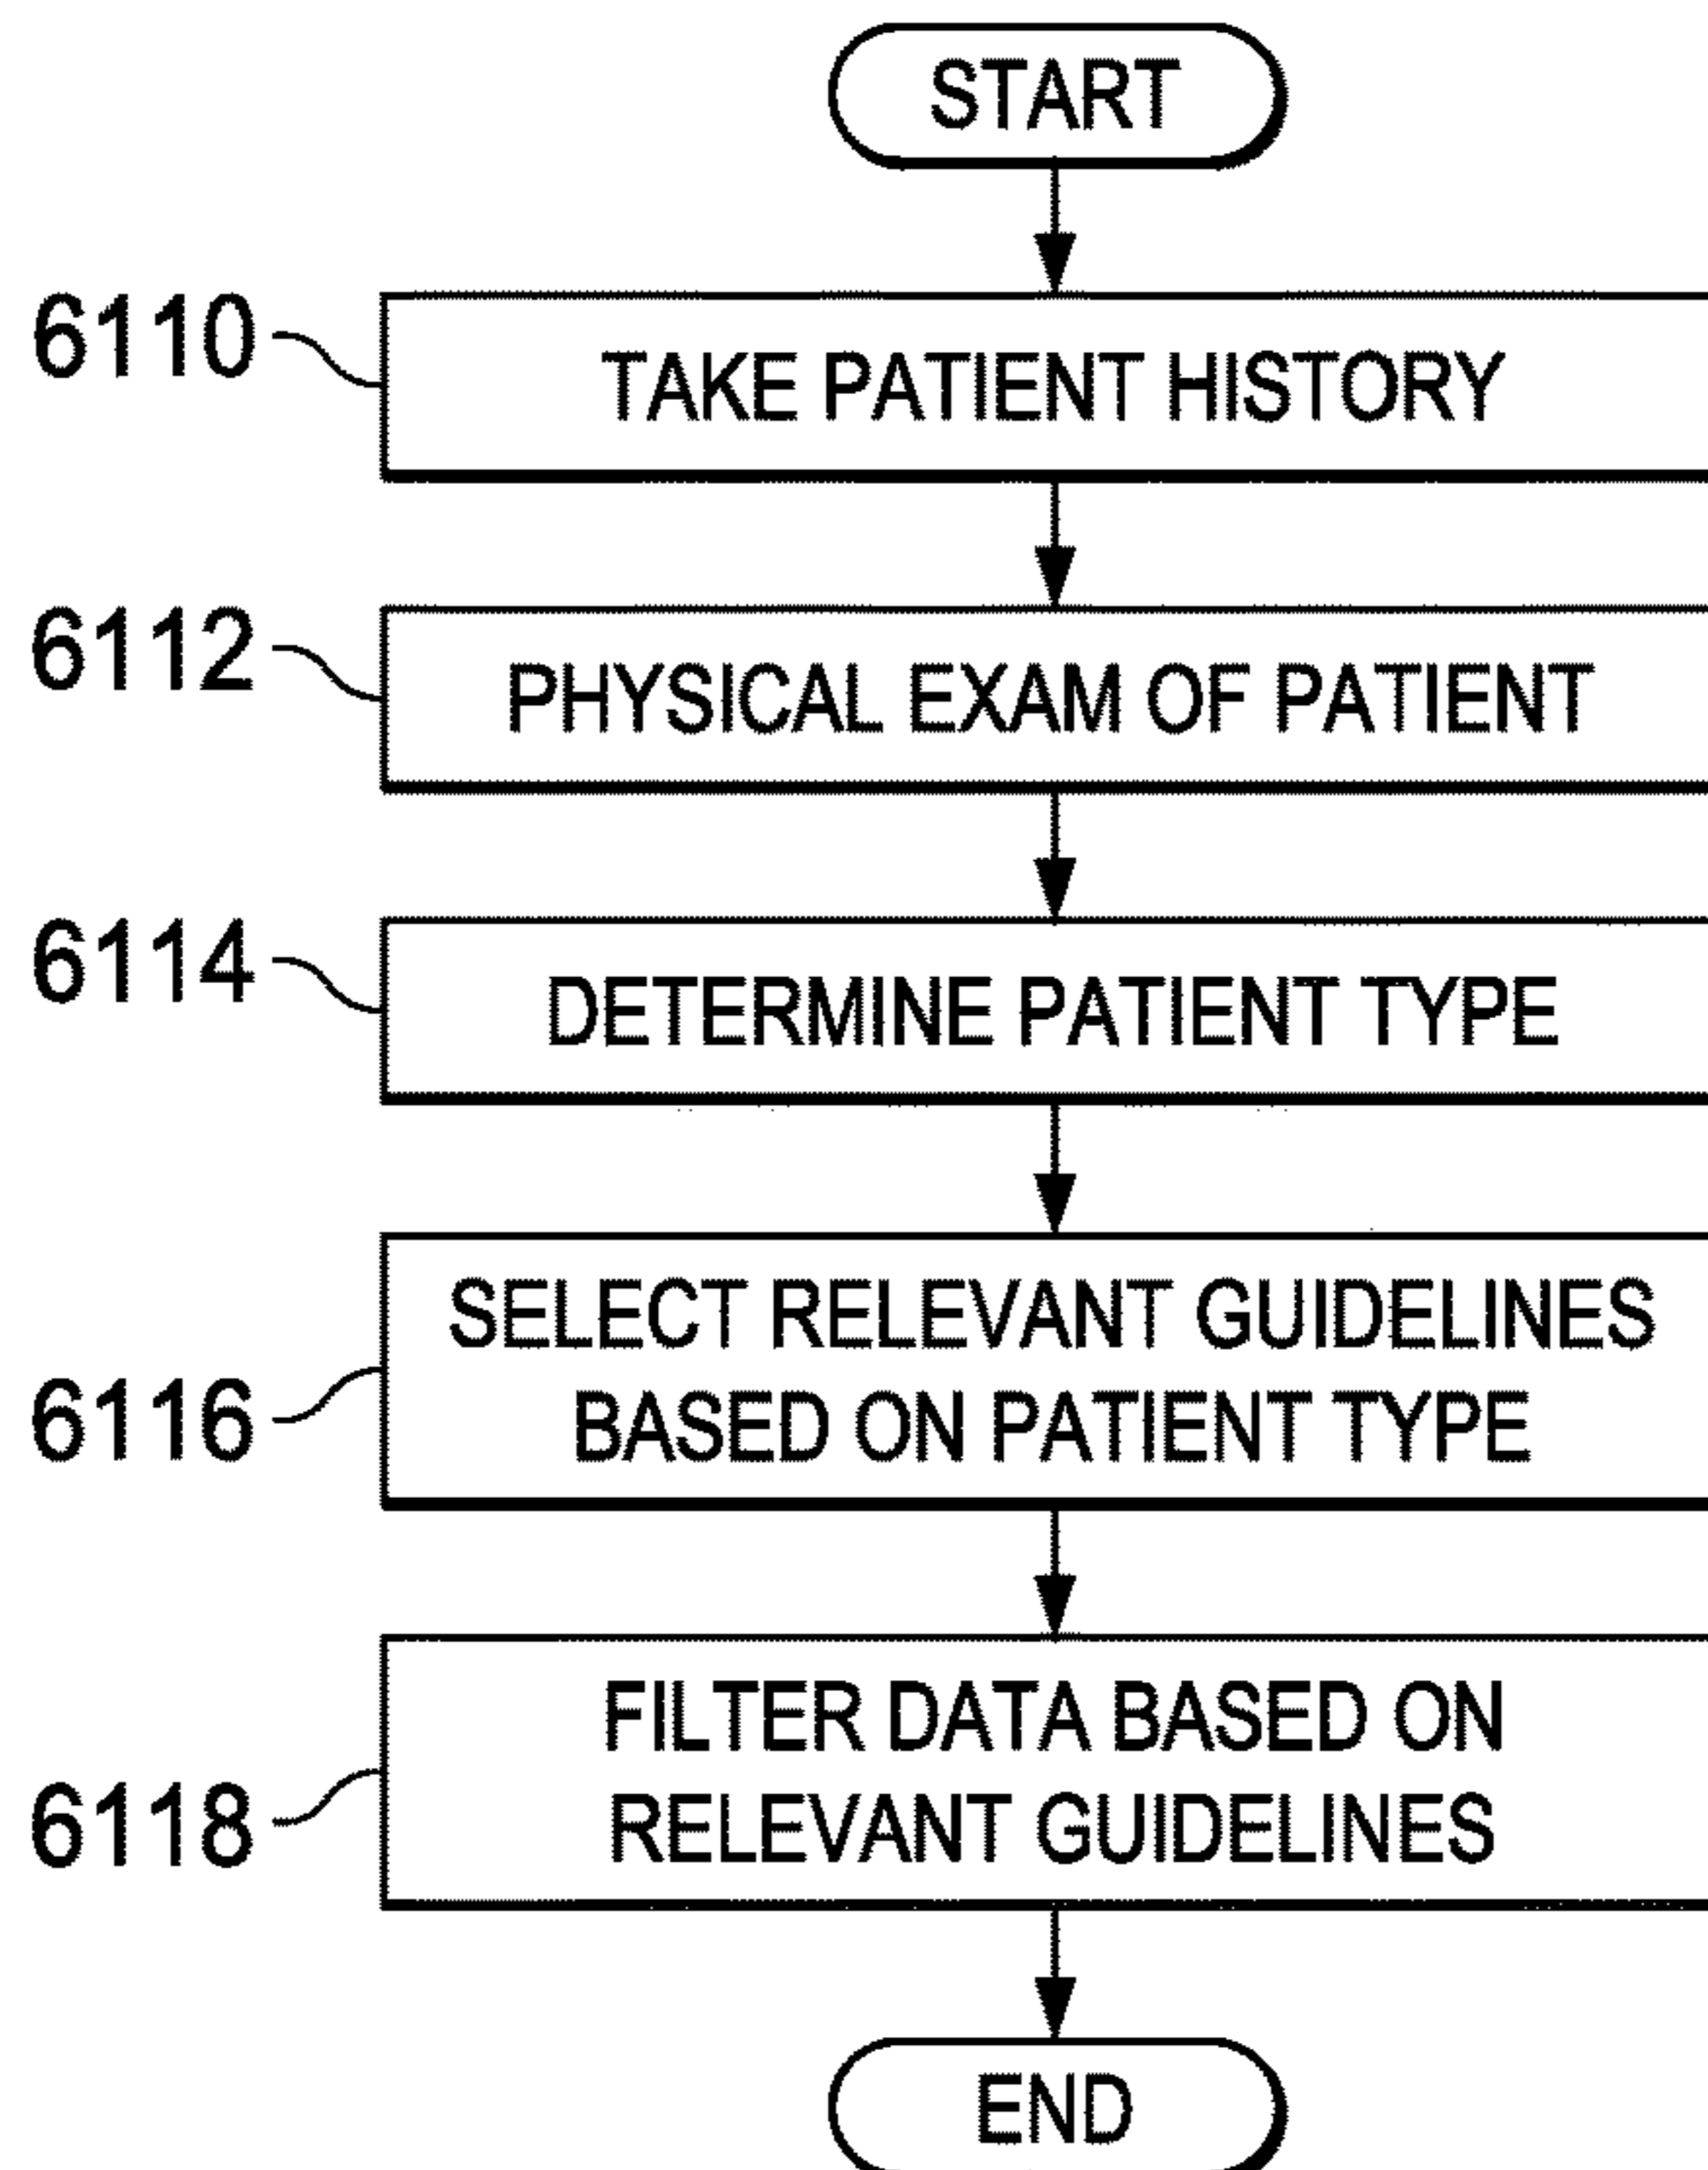 START
6110
TAKE PATIENT HISTORY
6112
PHYSICAL EXAM OF PATIENT
6114
DETERMINE PATIENT TYPE
6116
SELECT RELEVANT GUIDELINES
BASED ON PATIENT TYPE
6118
FILTER DATA BASED ON
RELEVANT GUIDELINES
END